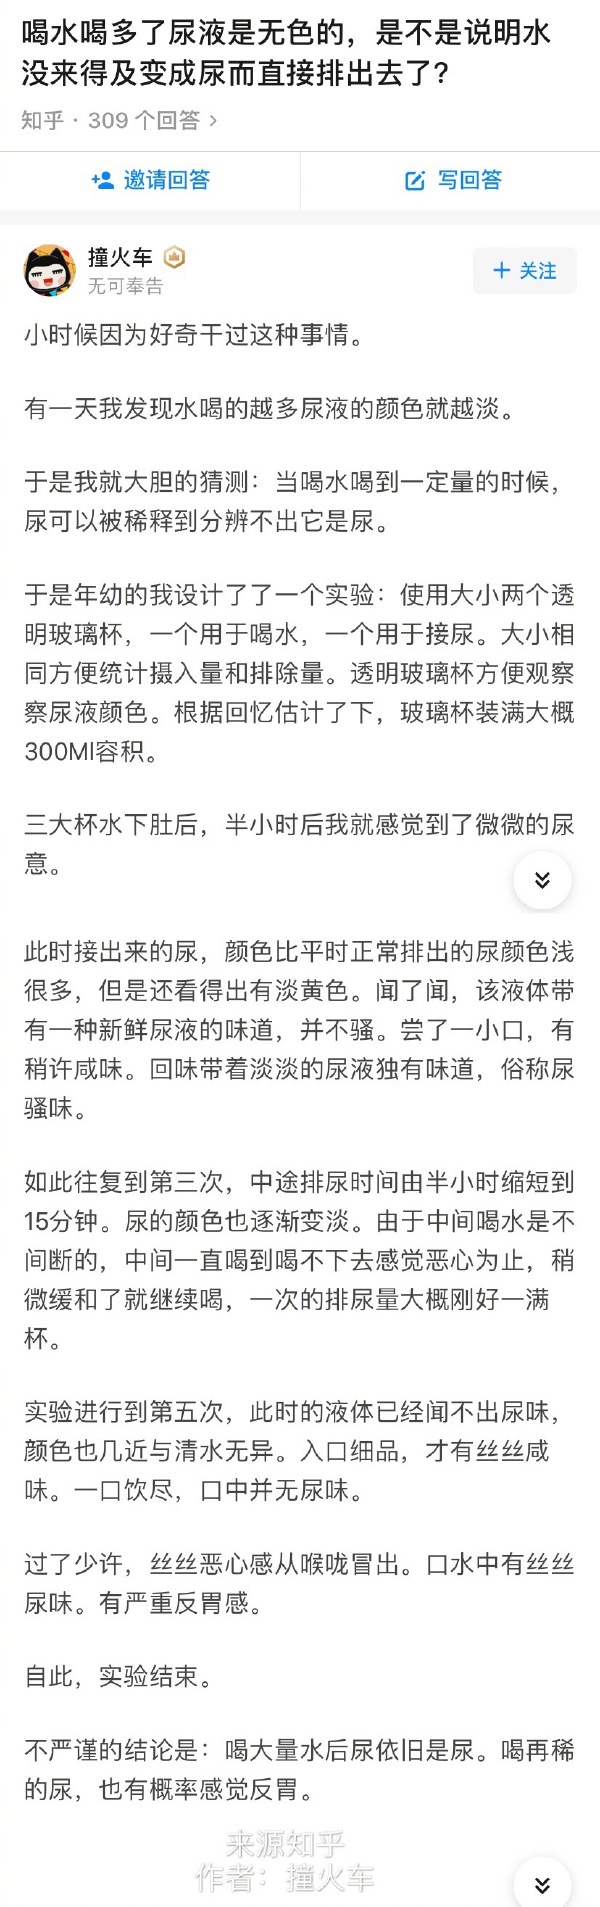 喝水喝多了尿液是无色的，是不是说明水
没来得及变成尿而直接排出去了?
知乎 · 309 个回答 >
邀请回答
写回答
撞火车
无可奉告
+ 关注
小时候因为好奇干过这种事情。
有一天我发现水喝的越多尿液的颜色就越淡。
于是我就大胆的猜测：当喝水喝到一定量的时候，
尿可以被稀释到分辨不出它是尿。
于是年幼的我设计了了一个实验：使用大小两个透
明玻璃杯，一个用于喝水，一个用于接尿。大小相
同方便统计摄入量和排除量。透明玻璃杯方便观察
察尿液颜色。根据回忆估计了下，玻璃杯装满大概
300Ml容积。
三大杯水下肚后，半小时后我就感觉到了微微的尿
意。
此时接出来的尿，颜色比平时正常排出的尿颜色浅
很多，但是还看得出有淡黄色。闻了闻，该液体带
有一种新鲜尿液的味道，并不骚。尝了一小口，有
稍许咸味。回味带着淡淡的尿液独有味道，俗称尿
骚味。
如此往复到第三次，中途排尿时间由半小时缩短到
15分钟。尿的颜色也逐渐变淡。由于中间喝水是不
间断的，中间一直喝到喝不下去感觉恶心为止，稍
微缓和了就继续喝，一次的排尿量大概刚好一满
杯。
实验进行到第五次，此时的液体已经闻不出尿味，
颜色也几近与清水无异。入口细品，才有丝丝咸
味。一口饮尽，口中并无尿味。
过了少许，丝丝恶心感从喉咙冒出。口水中有丝丝
尿味。有严重反胃感。
自此，实验结束。
不严谨的结论是：喝大量水后尿依旧是尿。喝再稀
的尿，也有概率感觉反胃。
来源知乎
作者：撞火车